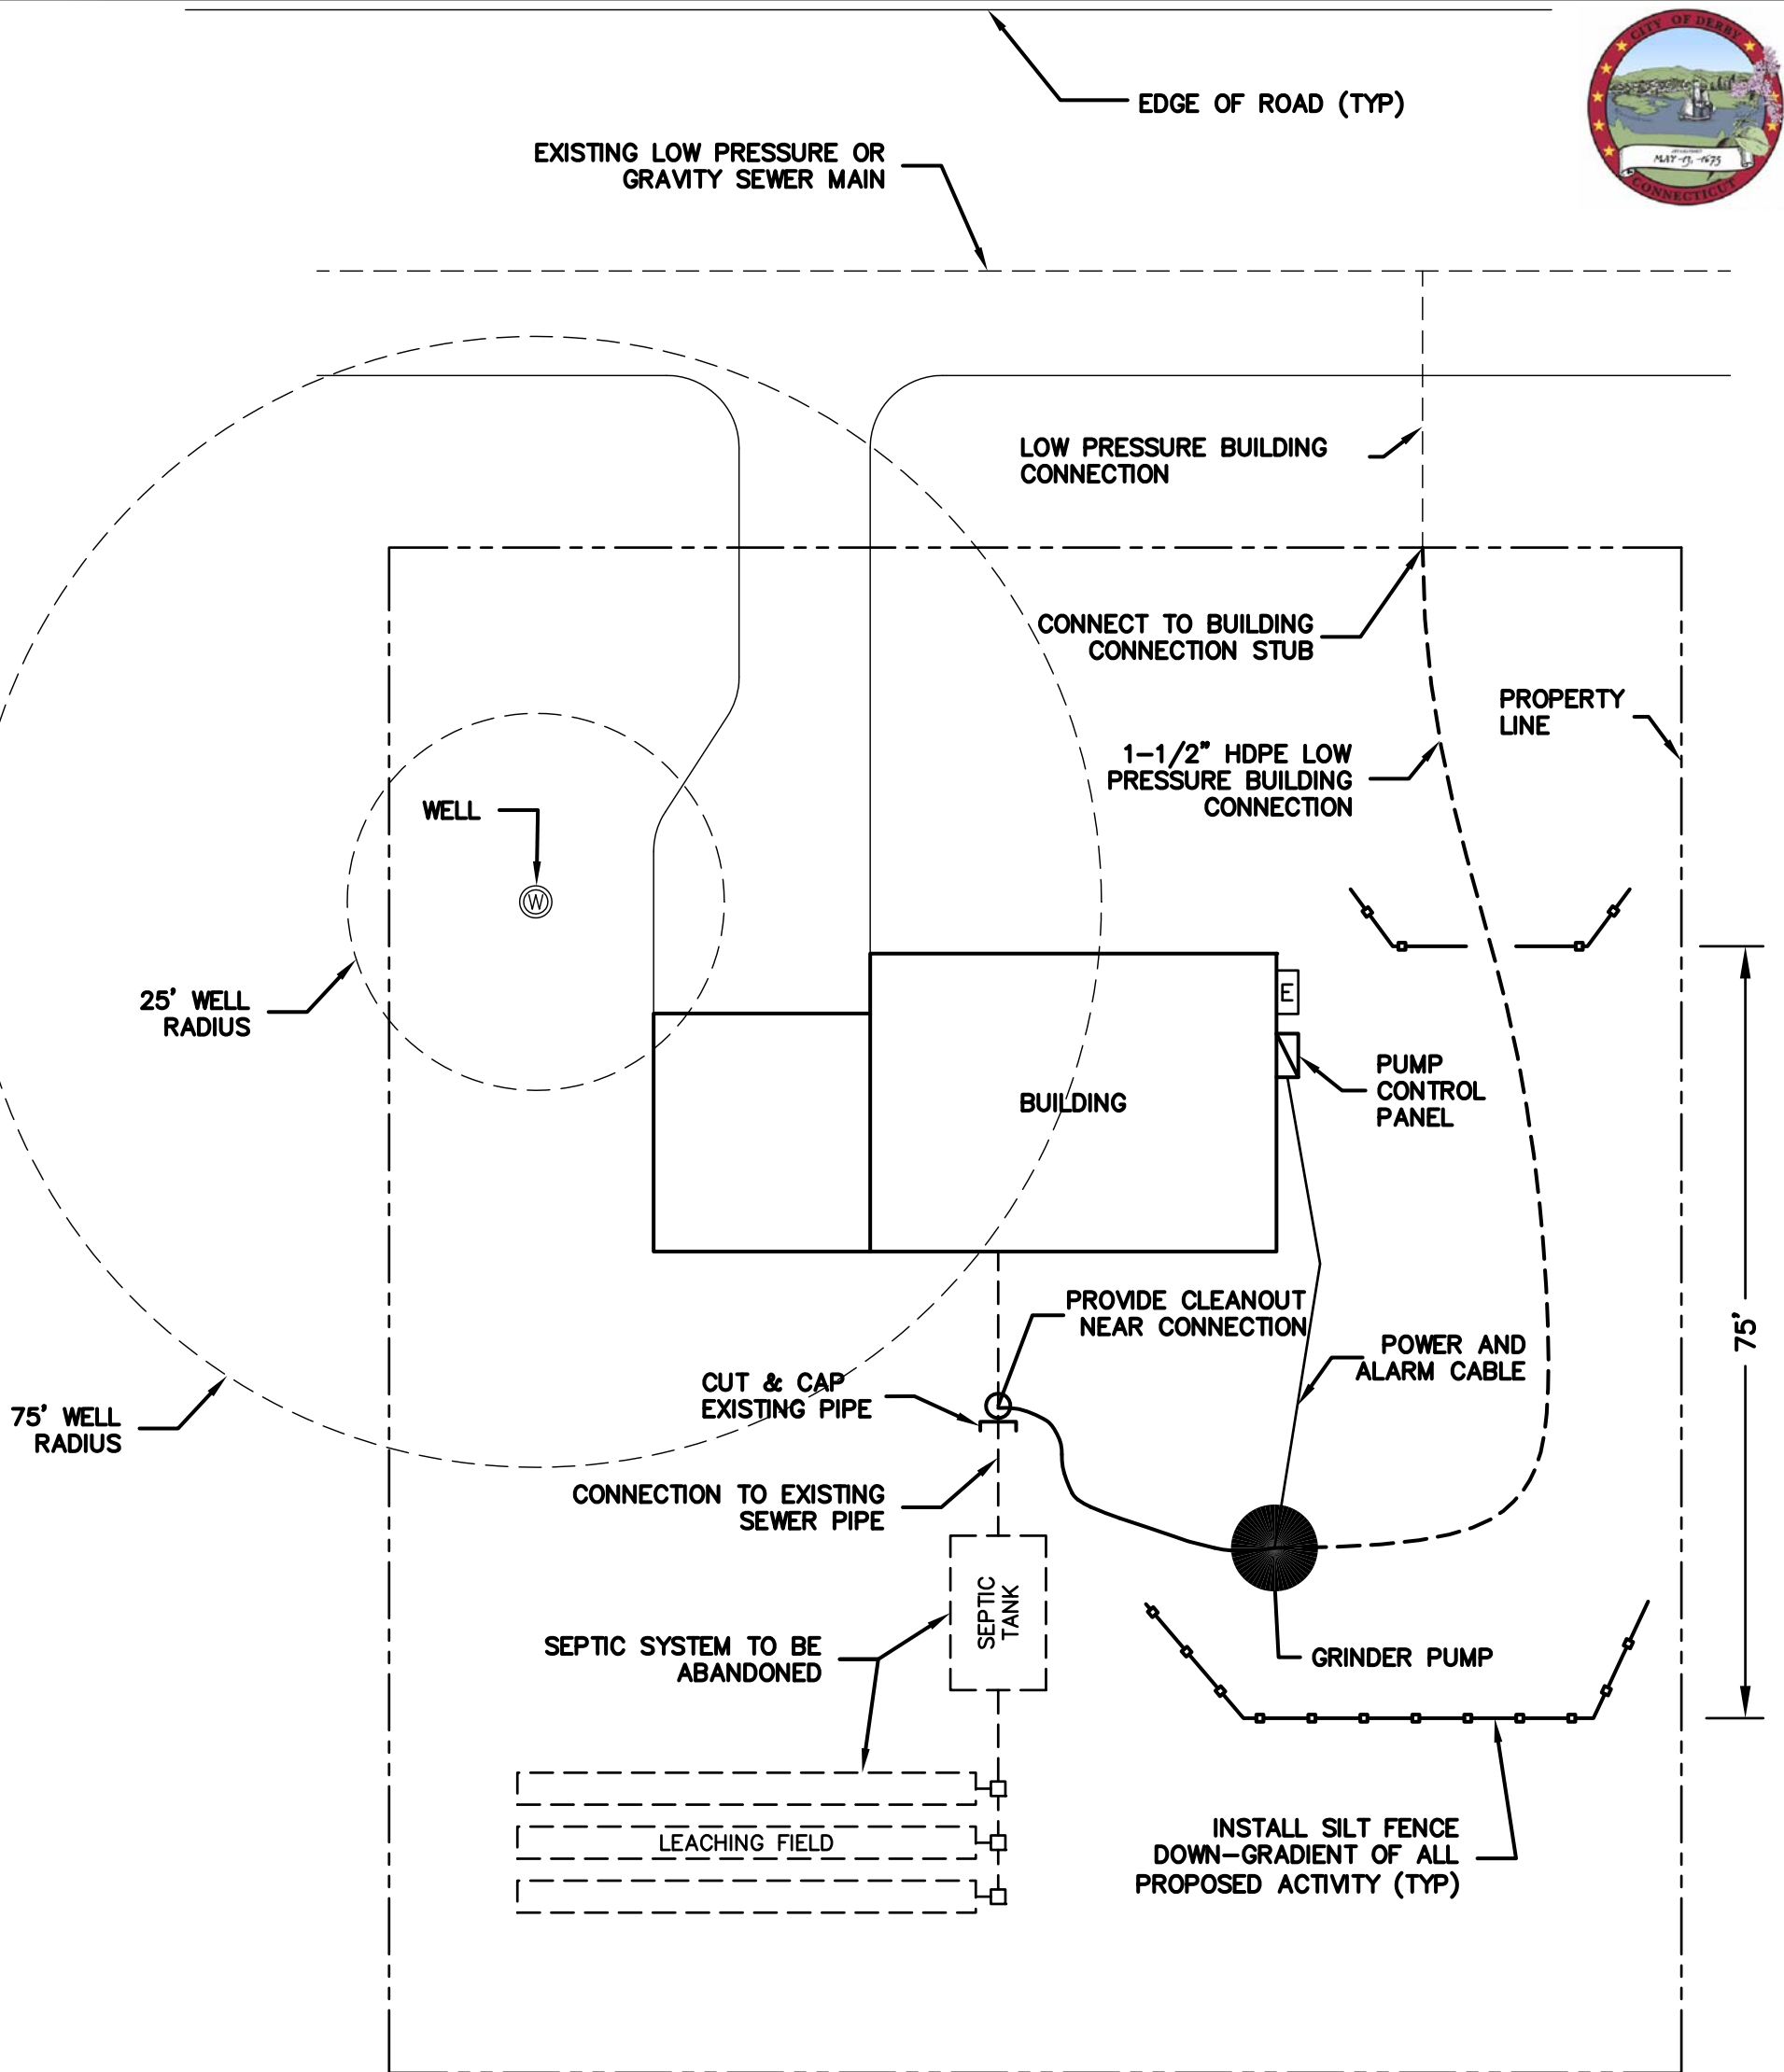 CITY OF DERBY
MAY 13, 1675
CONNECTICUT
EDGE OF ROAD (TYP)
EXISTING LOW PRESSURE OR
GRAVITY SEWER MAIN
LOW PRESSURE BUILDING
CONNECTION
CONNECT TO BUILDING
CONNECTION STUB
PROPERTY
LINE
1-1/2" HDPE LOW
PRESSURE BUILDING
CONNECTION
WELL
W
25' WELL
RADIUS
E
PUMP
CONTROL
PANEL
BUILDING
PROVIDE CLEANOUT
NEAR CONNECTION
POWER AND
ALARM CABLE
75'
CUT & CAP
EXISTING PIPE
75' WELL
RADIUS
CONNECTION TO EXISTING
SEWER PIPE
SEPTIC
TANK
SEPTIC SYSTEM TO BE
ABANDONED
GRINDER PUMP
LEACHING FIELD
INSTALL SILT FENCE
DOWN-GRADIENT OF ALL
PROPOSED ACTIVITY (TYP)